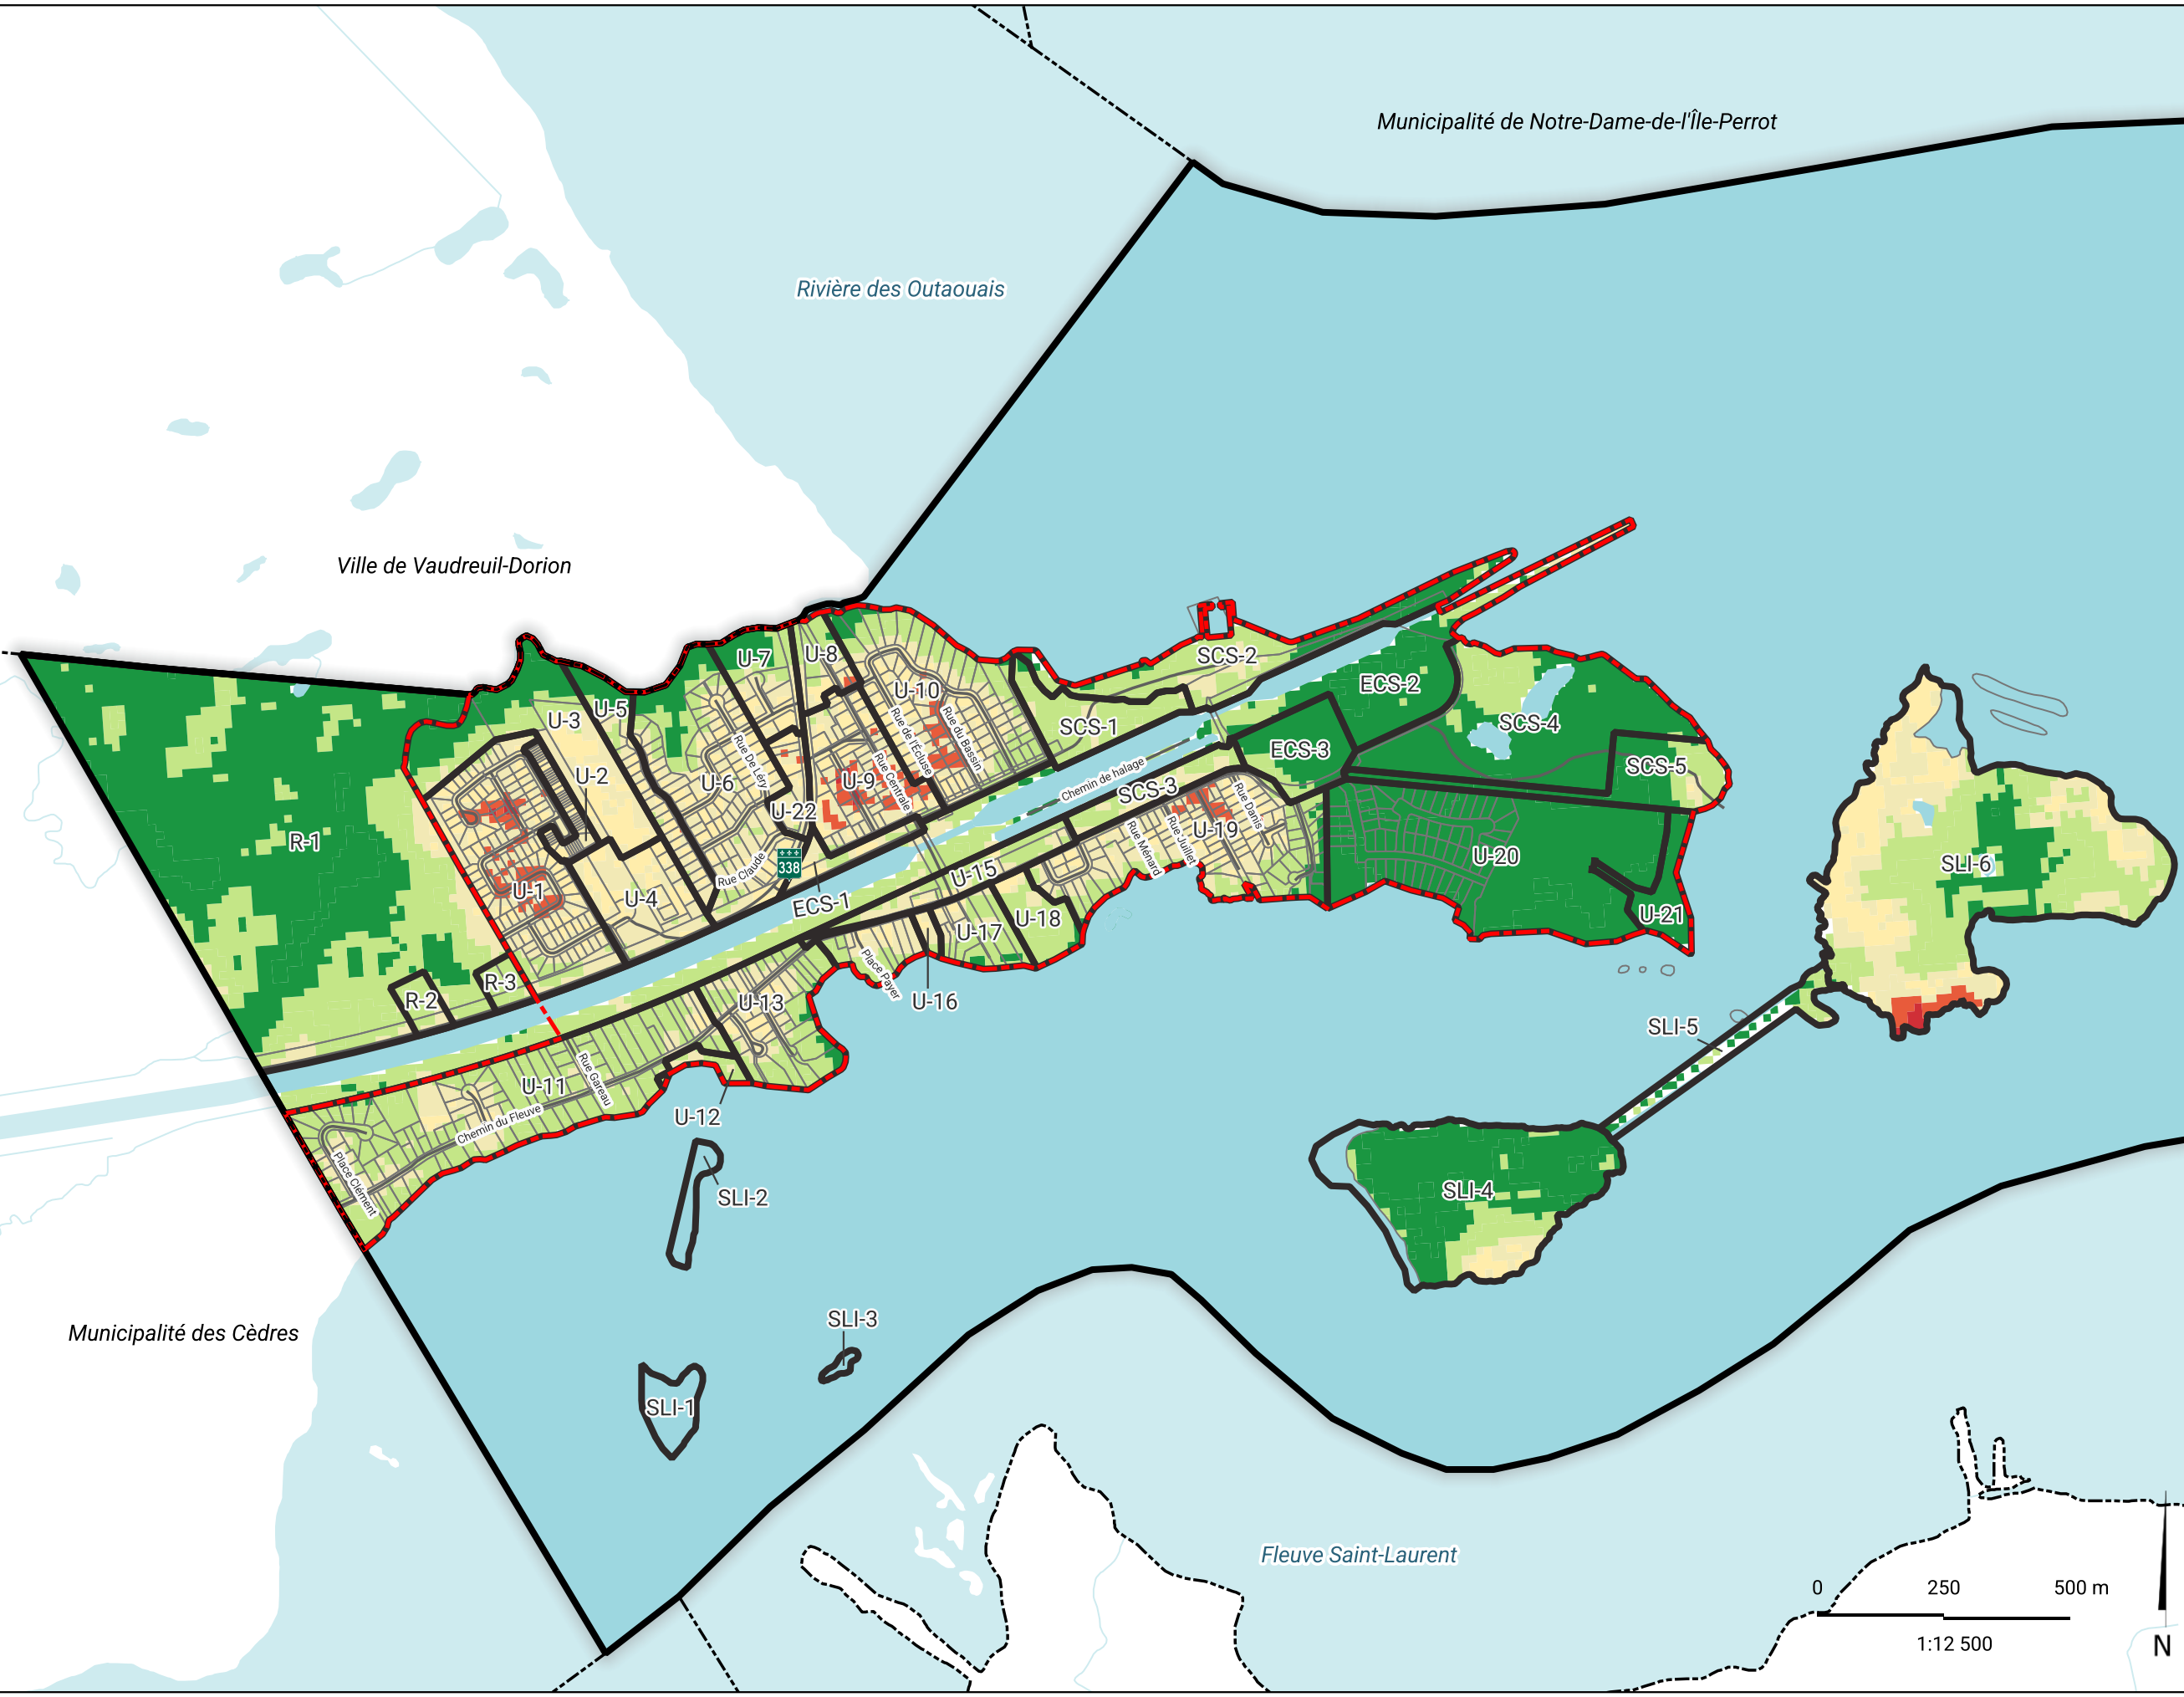 Municipalité de Notre-Dame-de-l'Île-Perrot
Rivière des Outaouais
Ville de Vaudreuil-Dorion
U-7
U-8
SCS-2
U-10
U-5
U-3
ECS-2
SCS-1
SCS-4
Rue du Bassin
Rue de l'Écluse
Rue De Léry
ECS-3
SCS-5
U-2
U-6
U-9
Rue Centrale
Chemin de halage
SCS-3
U-22
Rue Danis
U-19
Rue Juillet
Rue Ménard
R-1
U-20
338
Rue Claude
U-15
SLI-6
U-1
U-4
ECS-1
U-18
U-21
U-17
Place Payer
R-3
R-2
U-13
U-16
SLI-5
U-11
Rue Gareau
Chemin du Fleuve
U-12
Place Clément
SLI-2
SLI-4
SLI-3
Municipalité des Cèdres
SLI-1
Fleuve Saint-Laurent
0 250 500 m
1:12 500
N